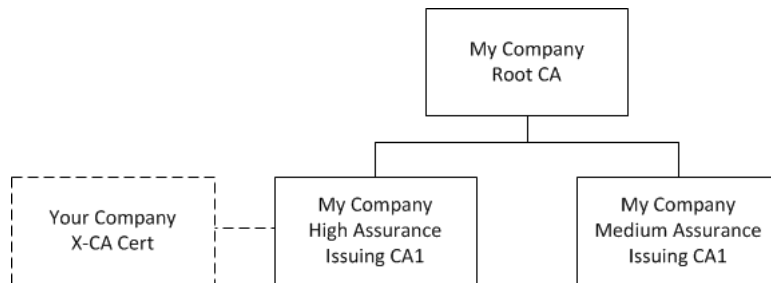 My Company
Root CA
Your Company
X-CA Cert
My Company
High Assurance
Issuing CA1
My Company
Medium Assurance
Issuing CA1